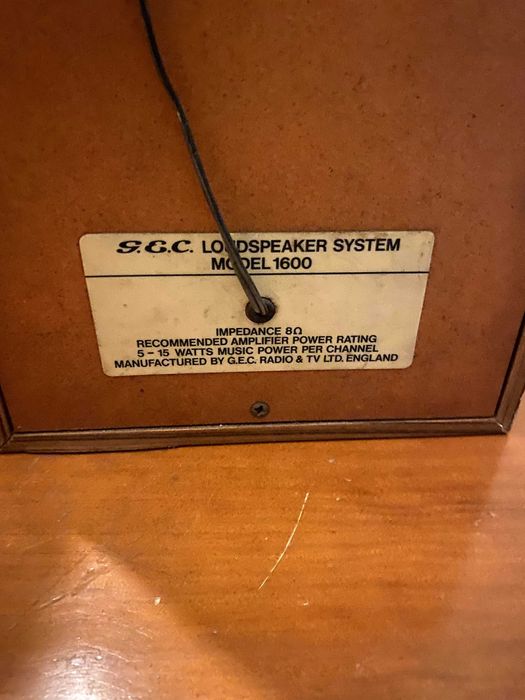 G.E.C. LOUDSPEAKER SYSTEM
MODEL 1600
IMPEDANCE 8Ω
RECOMMENDED AMPLIFIER POWER RATING
5 - 15 WATTS MUSIC POWER PER CHANNEL
MANUFACTURED BY G.E.C. RADIO & TV LTD. ENGLAND